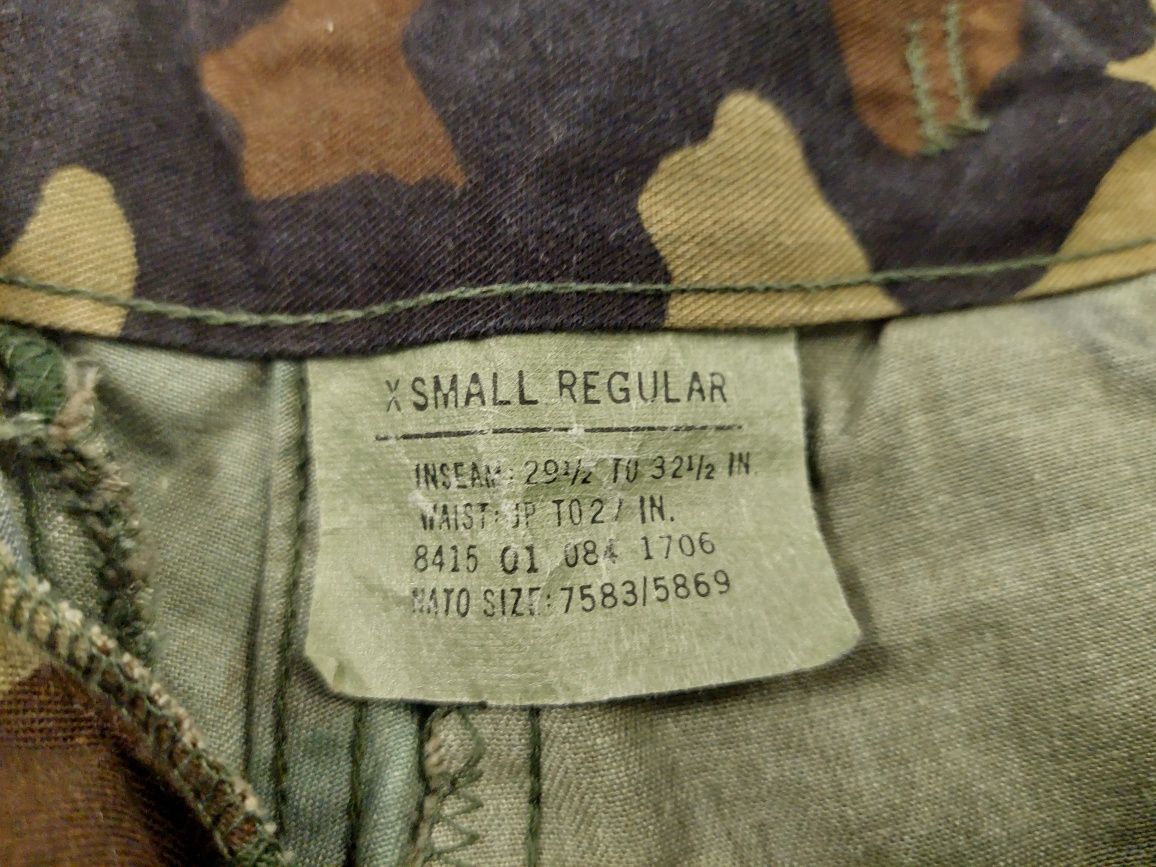 X SMALL REGULAR
INSEAM: 29½ TO 32½ IN.
WAIST: UP TO 27 IN.
8415 01 084 1706
NATO SIZE: 7583/5869